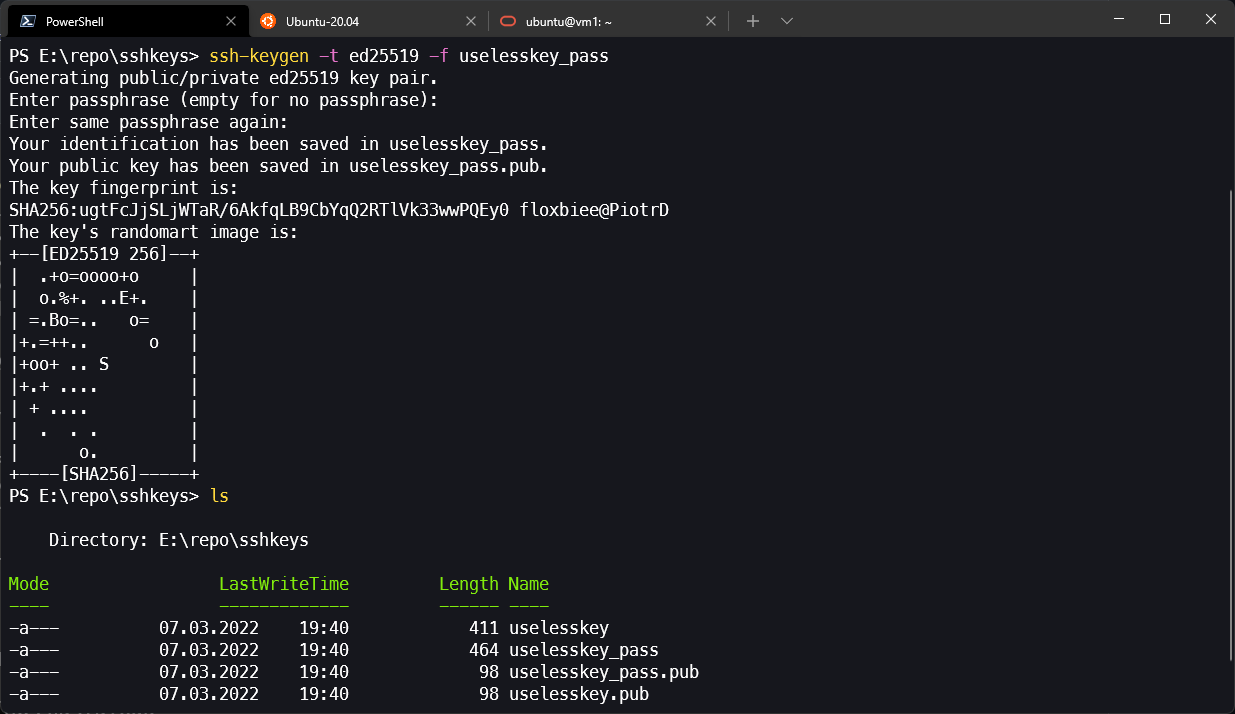 PowerShell Ubuntu-20.04 ubuntu@vm1: ~
PS E:\repo\sshkeys> ssh-keygen -t ed25519 -f uselesskey_pass
Generating public/private ed25519 key pair.
Enter passphrase (empty for no passphrase):
Enter same passphrase again:
Your identification has been saved in uselesskey_pass.
Your public key has been saved in uselesskey_pass.pub.
The key fingerprint is:
SHA256:ugtFcJjSLjWTaR/6AkfqLB9CbYqQ2RTlVk33wwPQEy0 floxbiee@PiotrD
The key's randomart image is:
+--[ED25519 256]--+
|  .+o=oooo+o     |
|  o.%+. ..E+.    |
| =.Bo=..   o=    |
|+.=++..      o   |
|+oo+ .. S        |
|+.+ ....         |
| + ....          |
|  .  . .         |
|      o.         |
+----[SHA256]-----+
PS E:\repo\sshkeys> ls
    Directory: E:\repo\sshkeys
Mode                 LastWriteTime         Length Name
----                 -------------         ------ ----
-a---          07.03.2022    19:40            411 uselesskey
-a---          07.03.2022    19:40            464 uselesskey_pass
-a---          07.03.2022    19:40             98 uselesskey_pass.pub
-a---          07.03.2022    19:40             98 uselesskey.pub